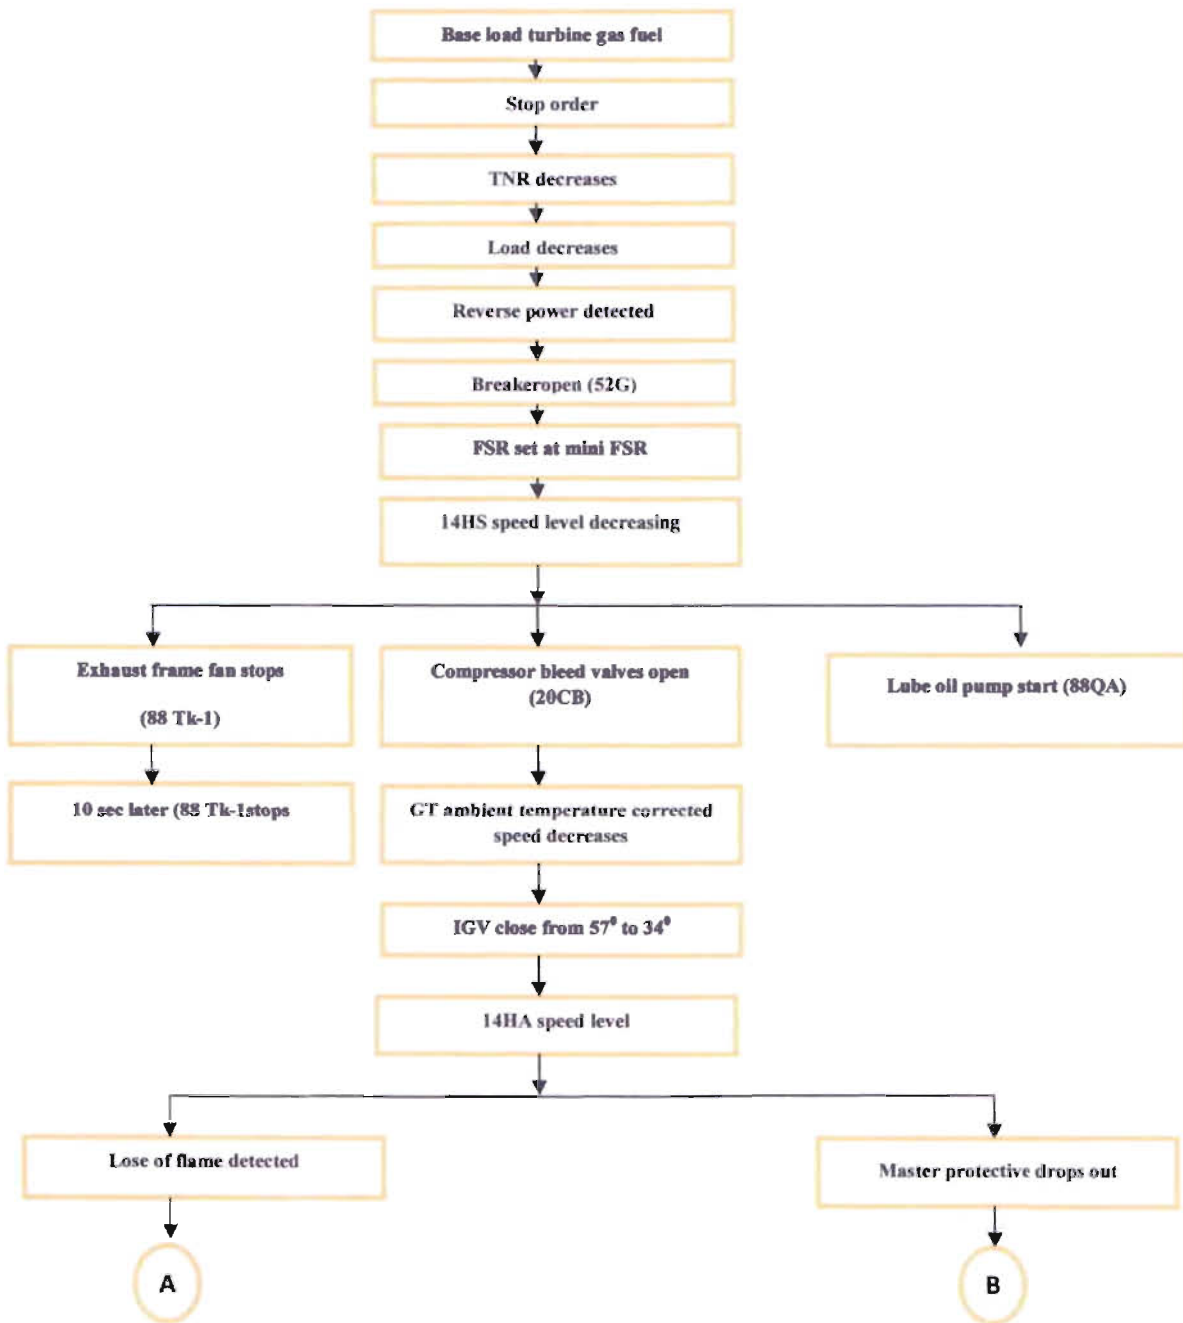 Base load turbine gas fuel
Stop order
TNR decreases
Load decreases
Reverse power detected
Breakeropen (52G)
FSR set at mini FSR
14HS speed level decreasing
Exhaust frame fan stops
(88 Tk-1)
Compressor bleed valves open
(20CB)
Lube oil pump start (88QA)
10 sec later (88 Tk-1stops
GT ambient temperature corrected
speed decreases
IGV close from 57⁰ to 34⁰
14HA speed level
Lose of flame detected
Master protective drops out
A
B